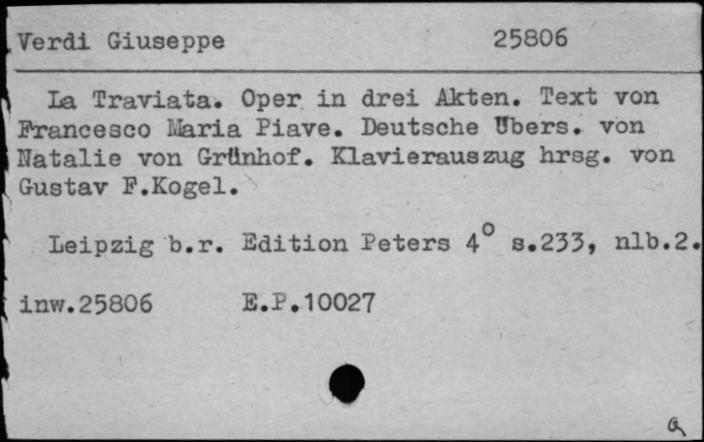 Verdi Giuseppe 25806
La Traviata. Oper in drei Akten. Text von
Francesco Maria Piave. Deutsche Übers. von
Natalie von Grünhof. Klavierauszug hrsg. von
Gustav F.Kogel.
Leipzig b.r. Edition Peters 4° s.233, nlb.2.
inw.25806 E.P.10027